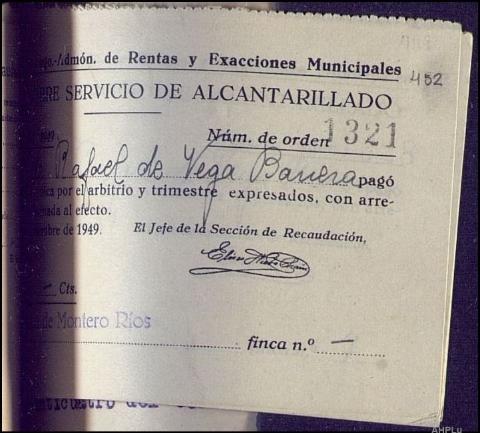 Admón. de Rentas y Exacciones Municipales
452
SERVICIO DE ALCANTARILLADO
1949
Núm. de orden 1321
Rafael de Vega Barrera pagó
por el arbitrio y trimestre expresados, con arre-
al efecto.
de 1949. El Jefe de la Sección de Recaudación,
Cts.
de Montero Ríos
finca n.º —
AHPLu